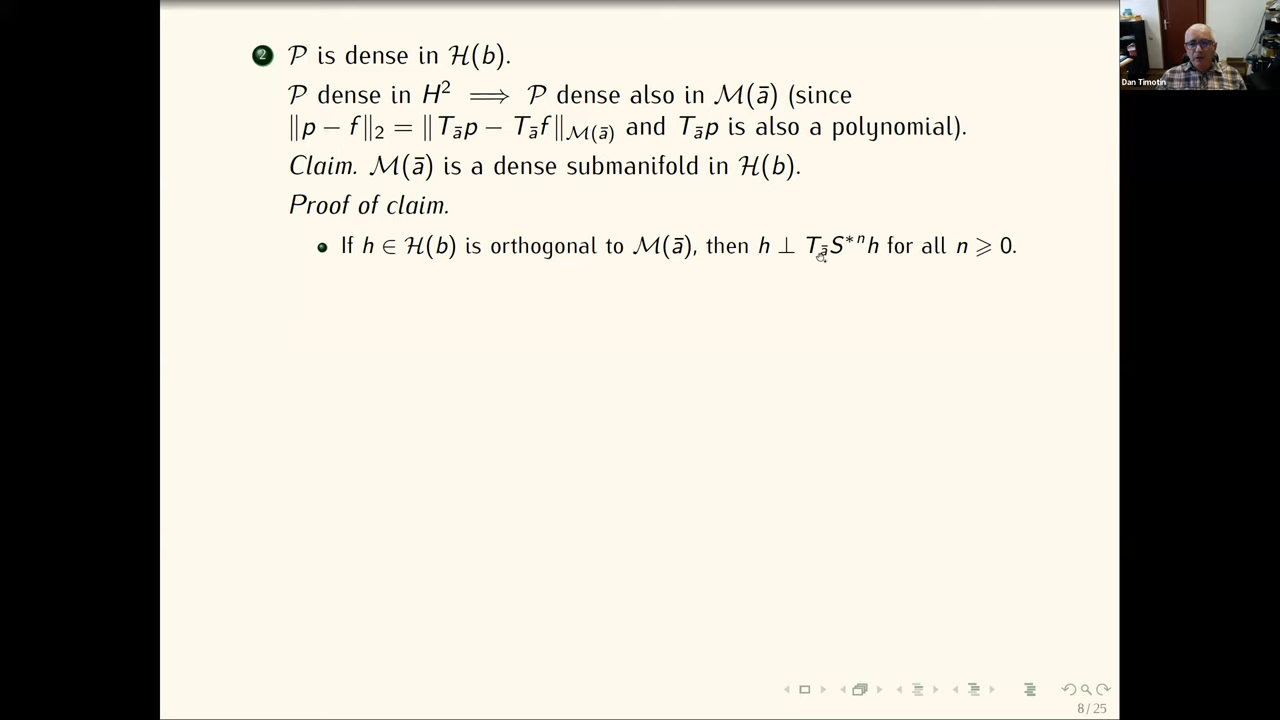 2 𝒫 is dense in ℋ(b).
𝒫 dense in H² ⟹ 𝒫 dense also in ℳ(ā) (since
‖p − f‖₂ = ‖T_ā p − T_ā f‖_ℳ(ā) and T_ā p is also a polynomial).
Claim. ℳ(ā) is a dense submanifold in ℋ(b).
Proof of claim.
• If h ∈ ℋ(b) is orthogonal to ℳ(ā), then h ⊥ T_ā S*ⁿh for all n ⩾ 0.
Dan Timotin
8 / 25